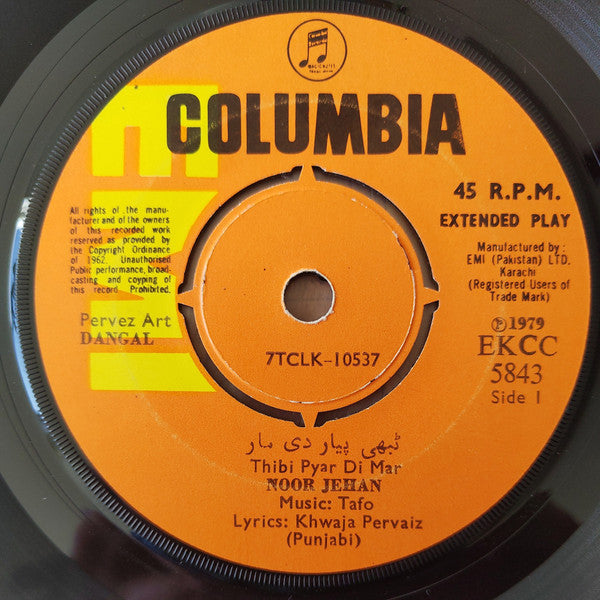 COLUMBIA
EMI
45 R.P.M.
EXTENDED PLAY
All rights of the manu-
facturer and of the owners
of this recorded work
reserved as provided by
the Copyright Ordinance
of 1962. Unauthorised
Public performance, broad-
casting and coyping of
this record Prohibited.
Manufactured by:
EMI (Pakistan) LTD.
Karachi
(Registered Users of
Trade Mark)
Pervez Art
DANGAL
7TCLK-10537
℗1979
EKCC
5843
Side 1
ٹبھی پیار دی مار
Thibi Pyar Di Mar
NOOR JEHAN
Music: Tafo
Lyrics: Khwaja Pervaiz
(Punjabi)